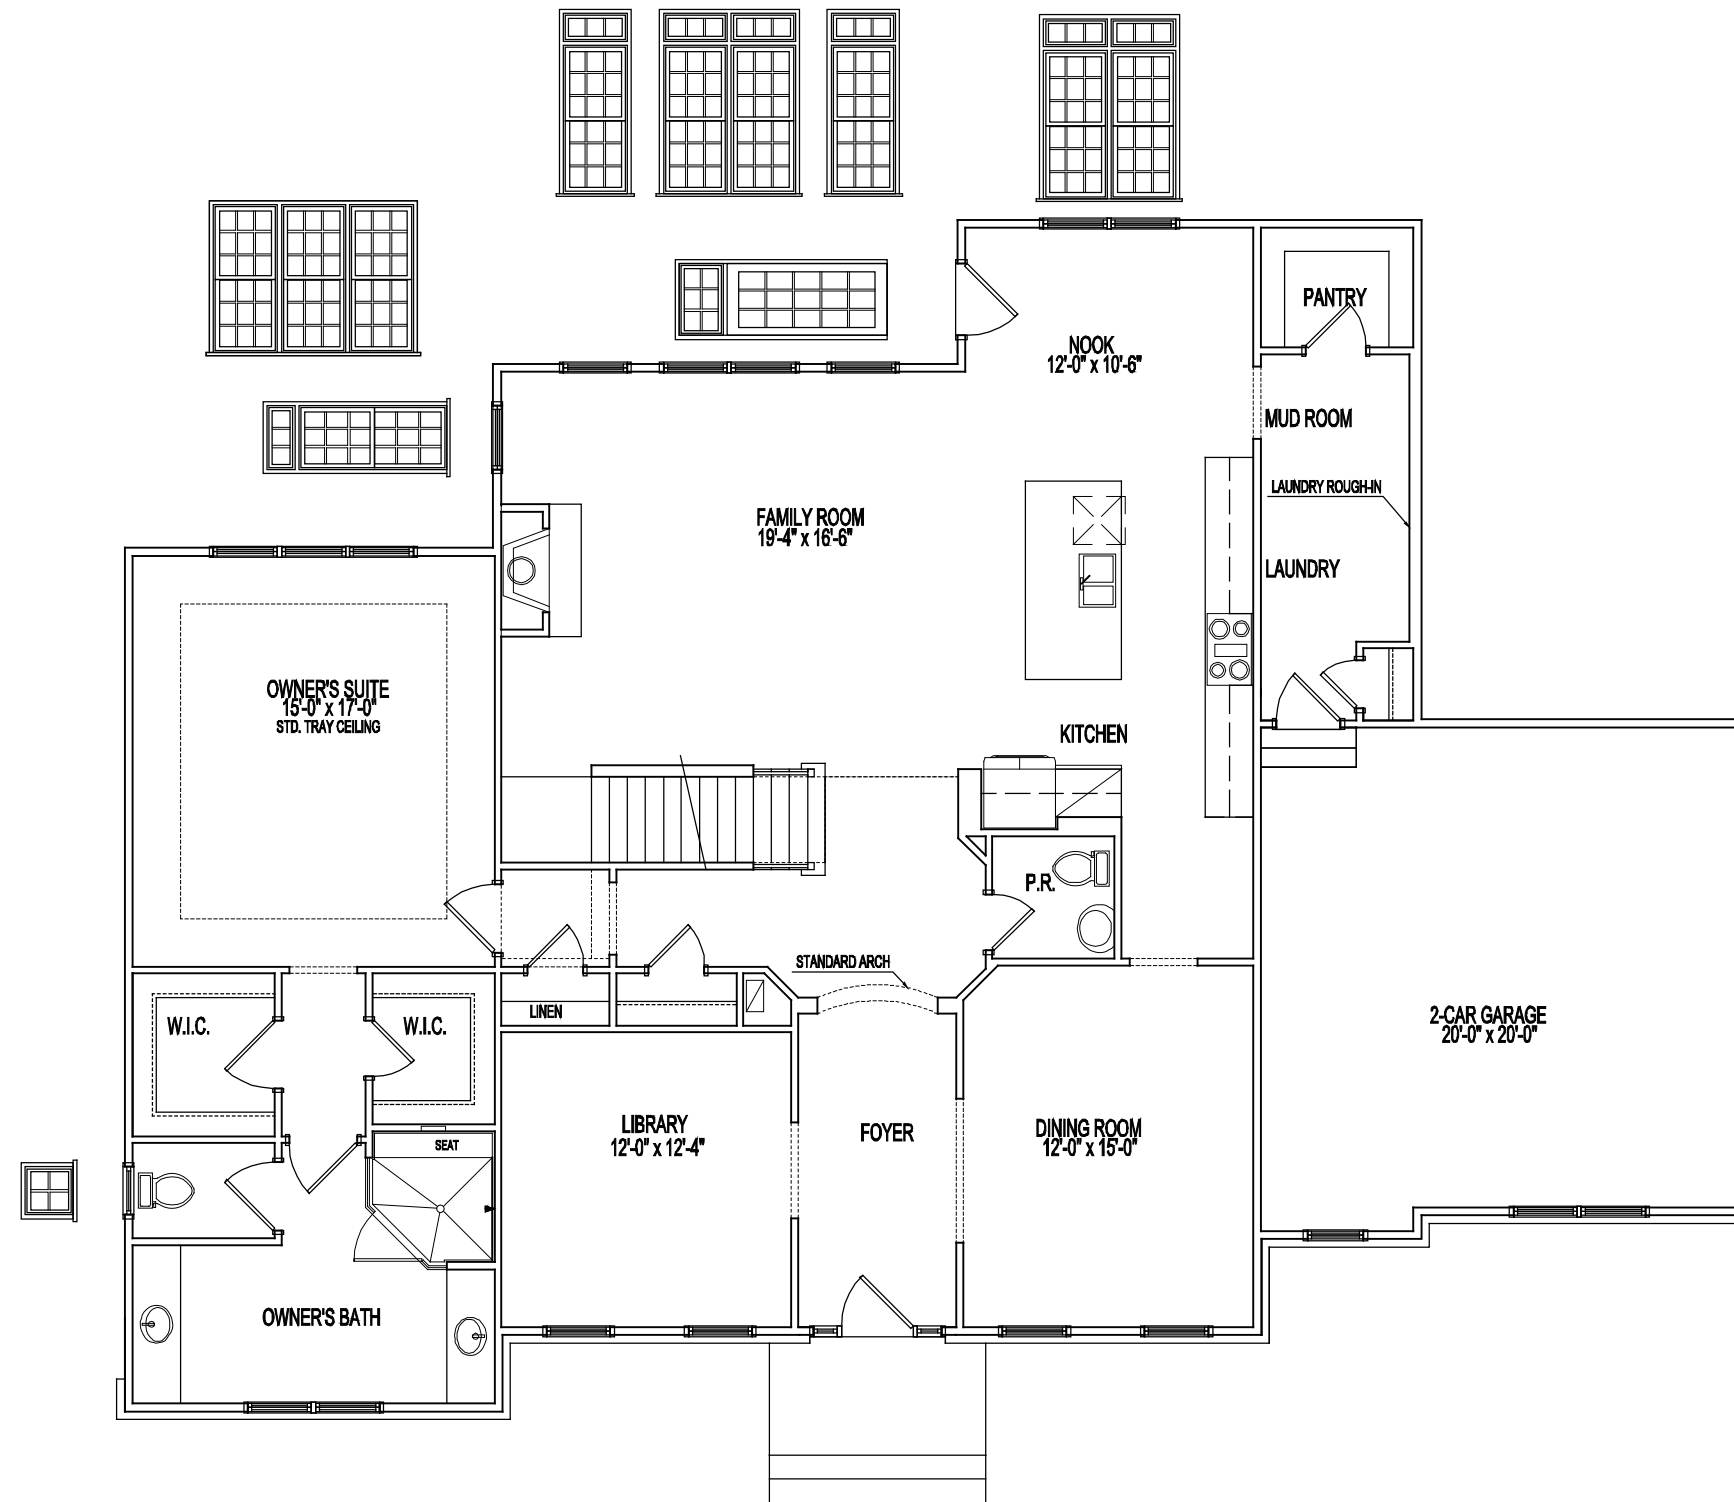 PANTRY
NOOK
12'-0" x 10'-6"
MUD ROOM
LAUNDRY ROUGH-IN
FAMILY ROOM
19'-4" x 16'-6"
LAUNDRY
OWNER'S SUITE
15'-0" x 17'-0"
STD. TRAY CEILING
KITCHEN
P.R.
STANDARD ARCH
LINEN
W.I.C.
W.I.C.
2-CAR GARAGE
20'-0" x 20'-0"
LIBRARY
12'-0" x 12'-4"
FOYER
DINING ROOM
12'-0" x 15'-0"
SEAT
OWNER'S BATH